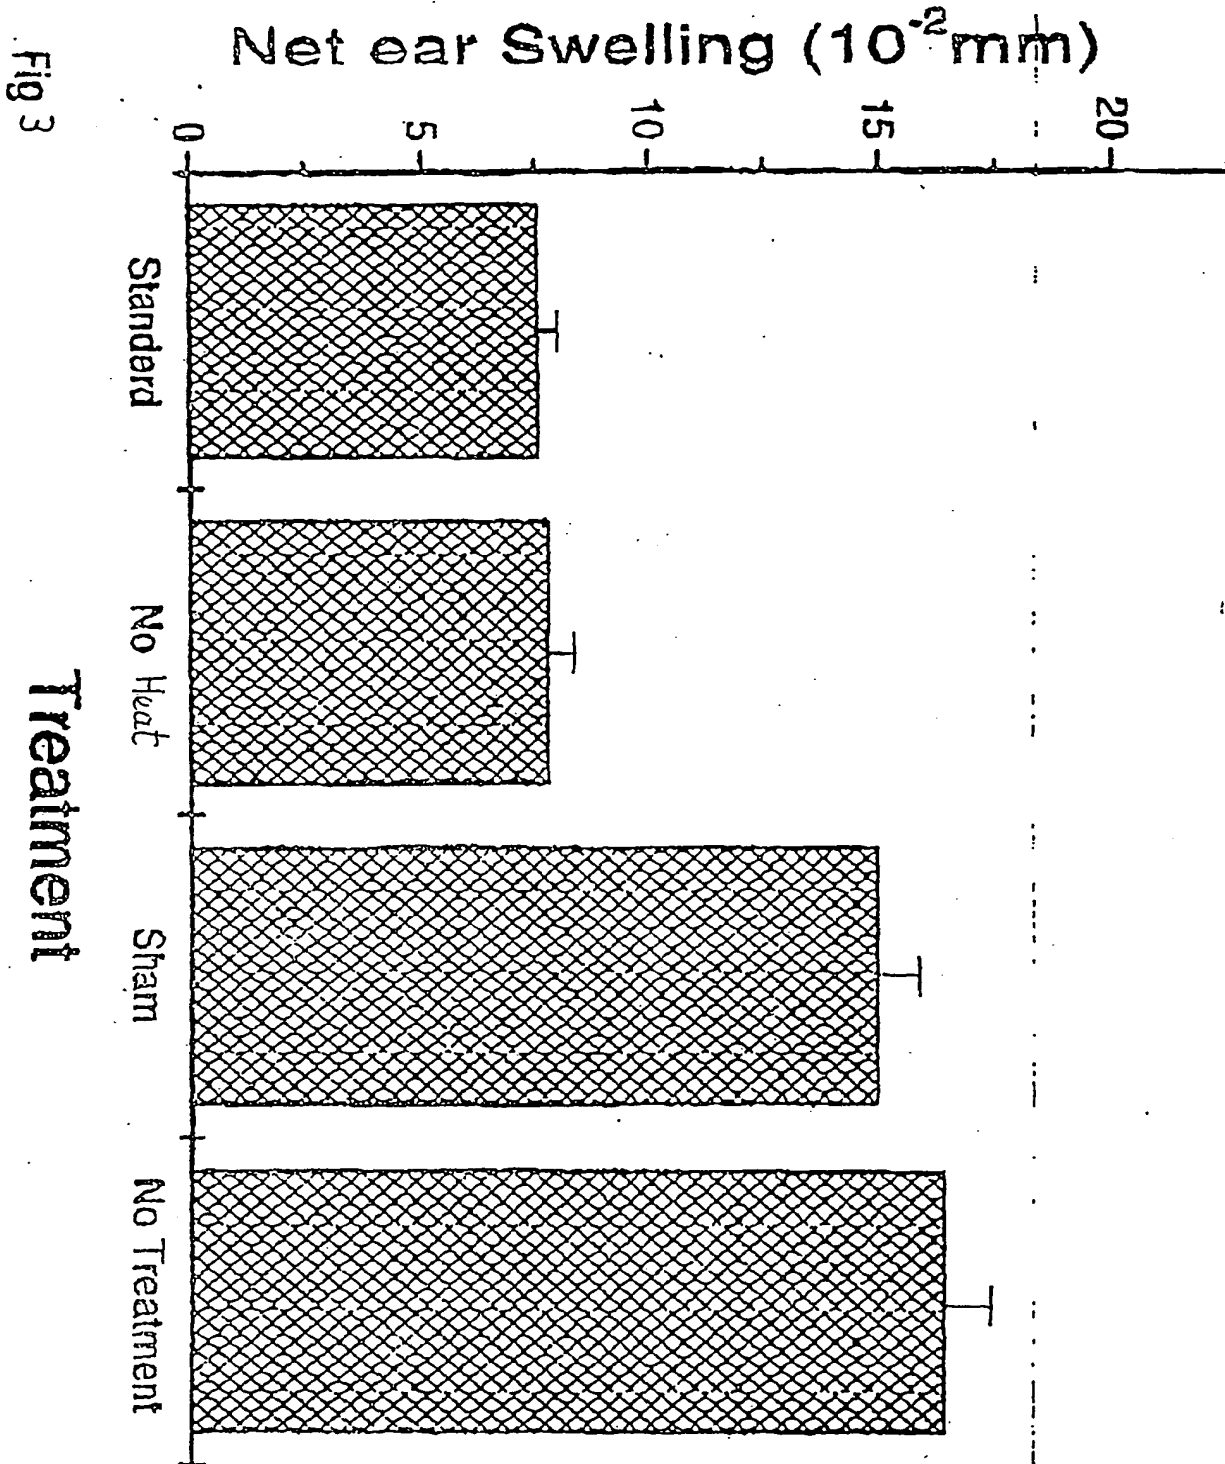 Net ear Swelling (10⁻²mm)
20
15
10
5
0
Standard
No Heat
Sham
No Treatment
Treatment
Fig 3